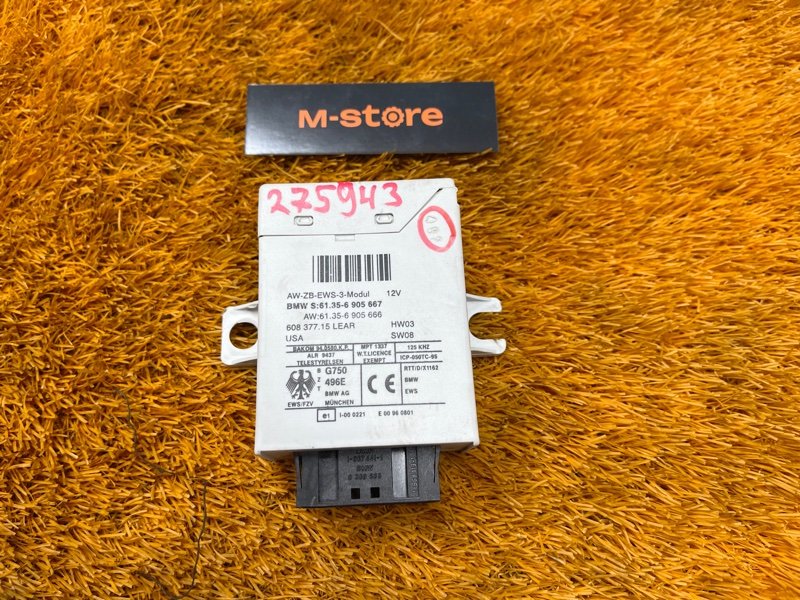 M-store
275943
AW-ZB-EWS-3-Modul 12V
BMW S:61.35-6 905 667
AW:61.35-6 905 666
608 377.15 LEAR HW03
USA SW08
BAKOM 94.0580.K.P. MPT 1337 125 KHZ
ALR 9437 W.T.LICENCE ICP-050TC-95
TELESTYRELSEN EXEMPT
B G750 RTT/D/X1162
Z 496E BMW
T BMW AG EWS
EWS/FZV MÜNCHEN
CE
e1 I-00 0221 E 00 96 0801